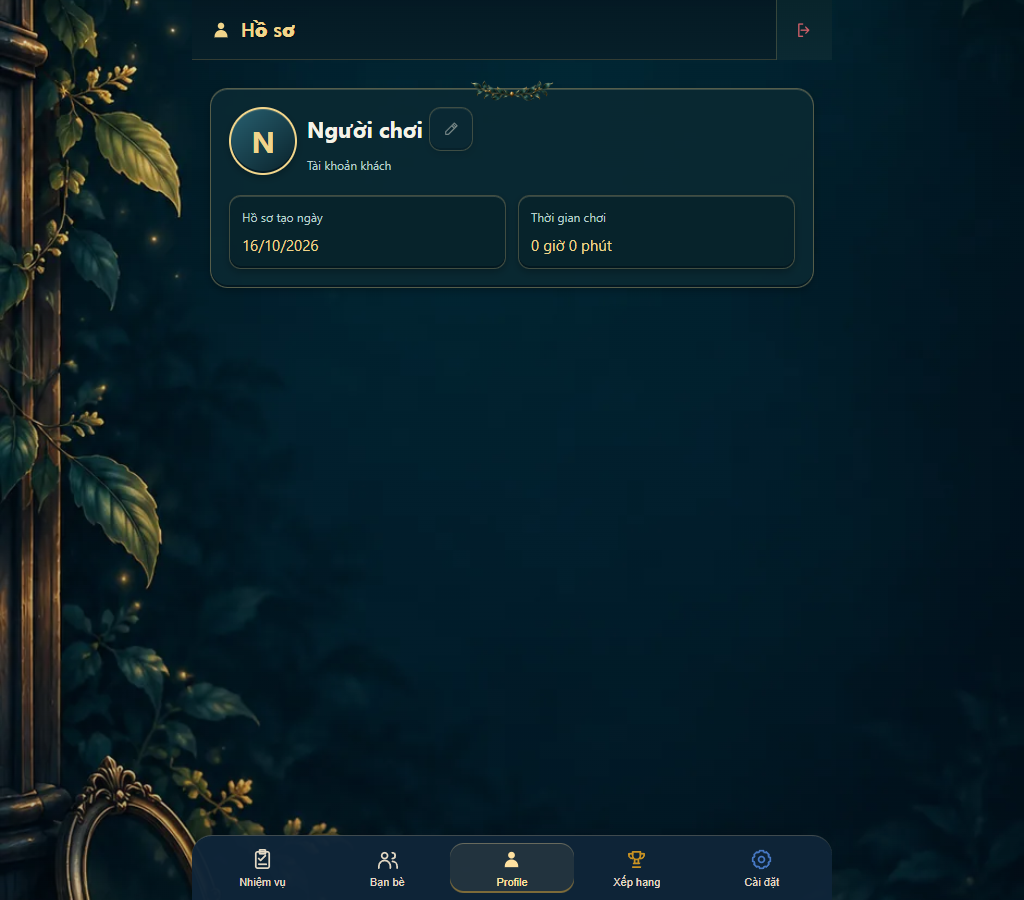 Hồ sơ
N
Người chơi
Tài khoản khách
Hồ sơ tạo ngày
16/10/2026
Thời gian chơi
0 giờ 0 phút
Nhiệm vụ
Bạn bè
Profile
Xếp hạng
Cài đặt